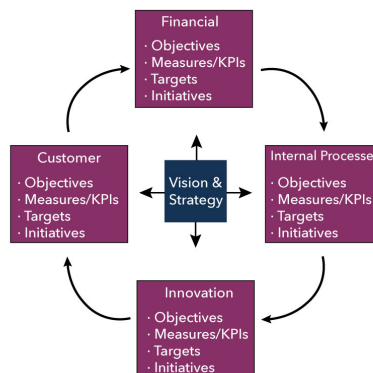 Financial
· Objectives
· Measures/KPIs
· Targets
· Initiatives
Customer
· Objectives
· Measures/KPIs
· Targets
· Initiatives
Vision &
Strategy
Internal Processe
· Objectives
· Measures/KPIs
· Targets
· Initiatives
Innovation
· Objectives
· Measures/KPIs
· Targets
· Initiatives